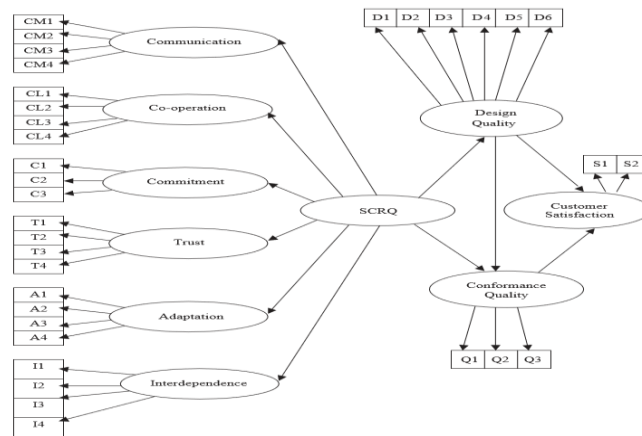 CM1
CM2
CM3
CM4
Communication
CL1
CL2
CL3
CL4
Co-operation
C1
C2
C3
Commitment
T1
T2
T3
T4
Trust
A1
A2
A3
A4
Adaptation
I1
I2
I3
I4
Interdependence
SCRQ
D1 D2 D3 D4 D5 D6
Design
Quality
S1 S2
Customer
Satisfaction
Conformance
Quality
Q1 Q2 Q3